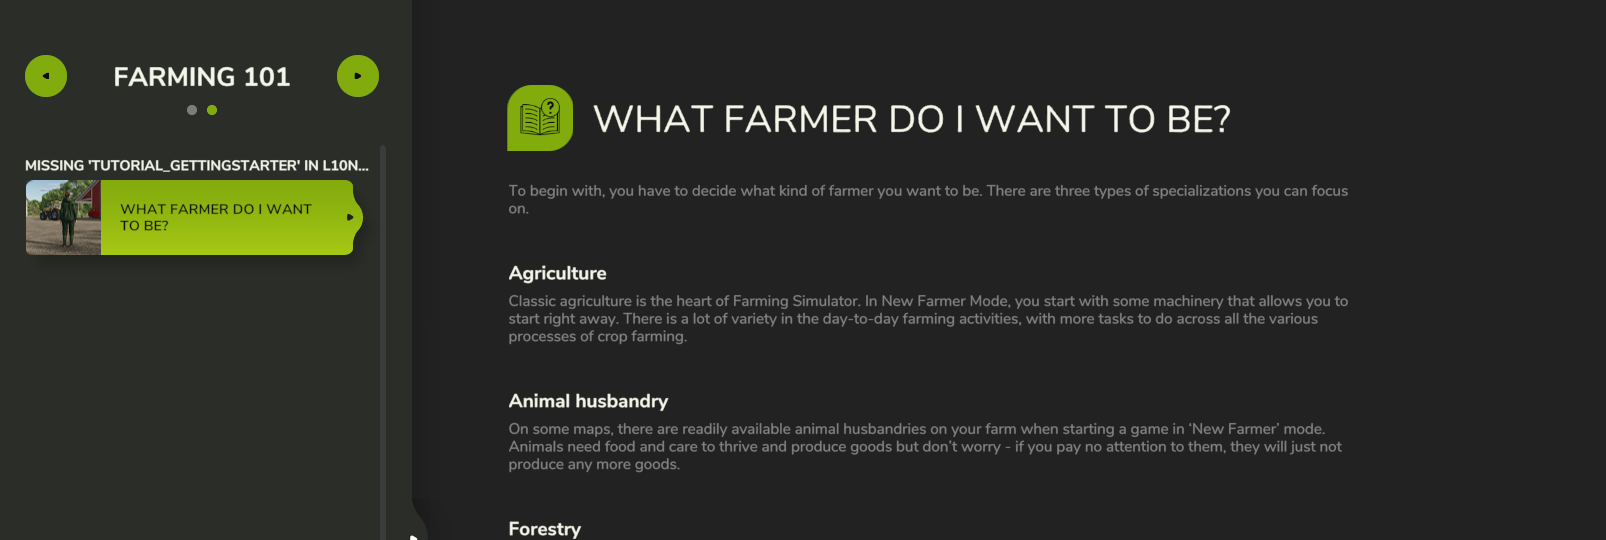 FARMING 101
MISSING 'TUTORIAL_GETTINGSTARTER' IN L10N...
WHAT FARMER DO I WANT
TO BE?
?
WHAT FARMER DO I WANT TO BE?
To begin with, you have to decide what kind of farmer you want to be. There are three types of specializations you can focus
on.
Agriculture
Classic agriculture is the heart of Farming Simulator. In New Farmer Mode, you start with some machinery that allows you to
start right away. There is a lot of variety in the day-to-day farming activities, with more tasks to do across all the various
processes of crop farming.
Animal husbandry
On some maps, there are readily available animal husbandries on your farm when starting a game in ‘New Farmer’ mode.
Animals need food and care to thrive and produce goods but don’t worry - if you pay no attention to them, they will just not
produce any more goods.
Forestry